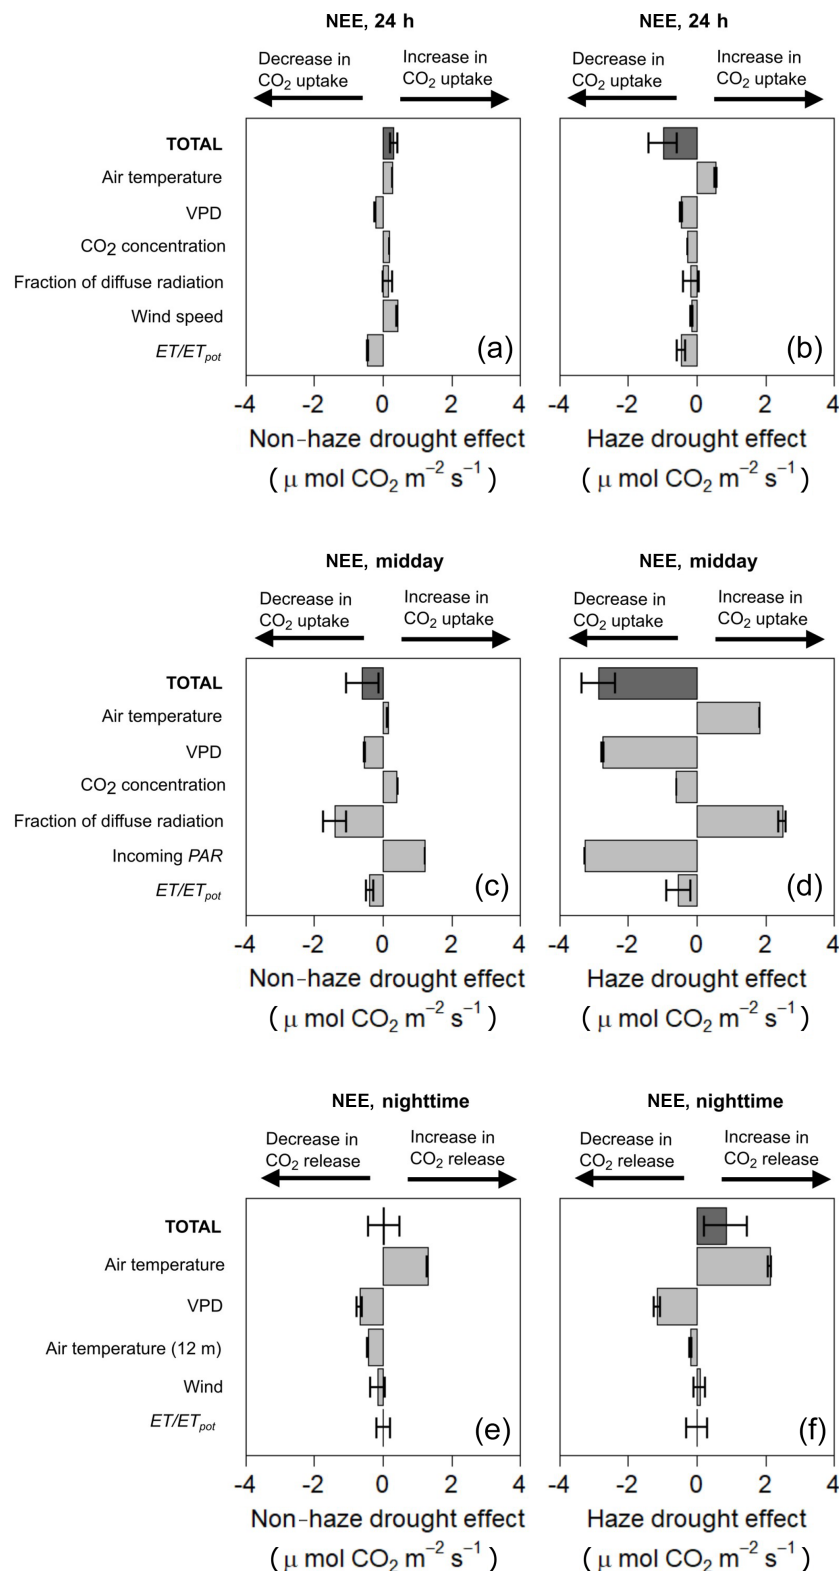 NEE, 24 h
NEE, 24 h
Decrease in
CO₂ uptake
Increase in
CO₂ uptake
Decrease in
CO₂ uptake
Increase in
CO₂ uptake
TOTAL
Air temperature
VPD
CO2 concentration
Fraction of diffuse radiation
Wind speed
ET/ETpot
(a)
(b)
-4 -2 0 2 4
-4 -2 0 2 4
Non-haze drought effect
( μ mol CO₂ m⁻² s⁻¹ )
Haze drought effect
( μ mol CO₂ m⁻² s⁻¹ )
NEE, midday
NEE, midday
Decrease in
CO₂ uptake
Increase in
CO₂ uptake
Decrease in
CO₂ uptake
Increase in
CO₂ uptake
TOTAL
Air temperature
VPD
CO2 concentration
Fraction of diffuse radiation
Incoming PAR
ET/ETpot
(c)
(d)
-4 -2 0 2 4
-4 -2 0 2 4
Non-haze drought effect
( μ mol CO₂ m⁻² s⁻¹ )
Haze drought effect
( μ mol CO₂ m⁻² s⁻¹ )
NEE, nighttime
NEE, nighttime
Decrease in
CO₂ release
Increase in
CO₂ release
Decrease in
CO₂ release
Increase in
CO₂ release
TOTAL
Air temperature
VPD
Air temperature (12 m)
Wind
ET/ETpot
(e)
(f)
-4 -2 0 2 4
-4 -2 0 2 4
Non-haze drought effect
( μ mol CO₂ m⁻² s⁻¹ )
Haze drought effect
( μ mol CO₂ m⁻² s⁻¹ )